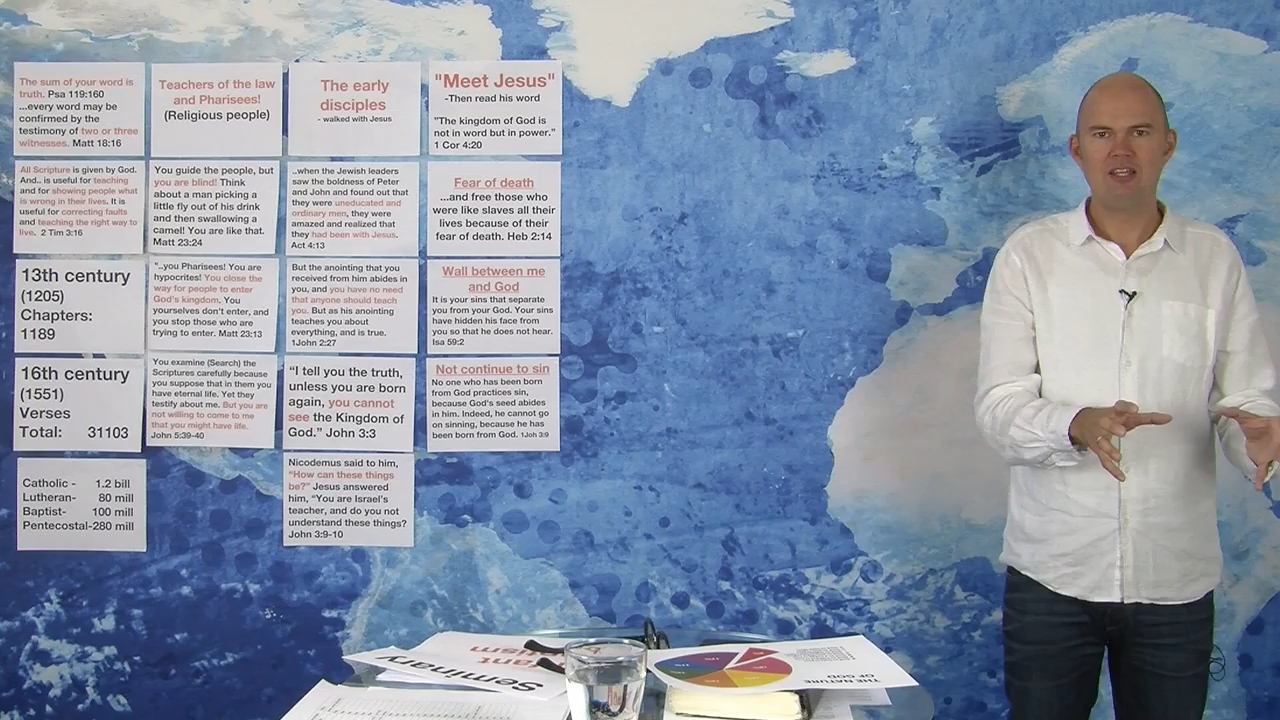 The sum of your word is
truth. Psa 119:160
...every word may be
confirmed by the
testimony of two or three
witnesses. Matt 18:16
All Scripture is given by God.
And.. is useful for teaching
and for showing people what
is wrong in their lives. It is
useful for correcting faults
and teaching the right way to
live. 2 Tim 3:16
13th century
(1205)
Chapters:
1189
16th century
(1551)
Verses
Total: 31103
Catholic - 1.2 bill
Lutheran- 80 mill
Baptist- 100 mill
Pentecostal-280 mill
Teachers of the law
and Pharisees!
(Religious people)
You guide the people, but
you are blind! Think
about a man picking a
little fly out of his drink
and then swallowing a
camel! You are like that.
Matt 23:24
"..you Pharisees! You are
hypocrites! You close the
way for people to enter
God's kingdom. You
yourselves don't enter, and
you stop those who are
trying to enter. Matt 23:13
You examine (Search) the
Scriptures carefully because
you suppose that in them you
have eternal life. Yet they
testify about me. But you are
not willing to come to me
that you might have life.
John 5:39-40
The early
disciples
- walked with Jesus
..when the Jewish leaders
saw the boldness of Peter
and John and found out that
they were uneducated and
ordinary men, they were
amazed and realized that
they had been with Jesus.
Act 4:13
But the anointing that you
received from him abides in
you, and you have no need
that anyone should teach
you. But as his anointing
teaches you about
everything, and is true.
1John 2:27
“I tell you the truth,
unless you are born
again, you cannot
see the Kingdom of
God.” John 3:3
Nicodemus said to him,
“How can these things
be?” Jesus answered
him, “You are Israel's
teacher, and do you not
understand these things?
John 3:9-10
"Meet Jesus"
-Then read his word
"The kingdom of God is
not in word but in power."
1 Cor 4:20
Fear of death
...and free those who
were like slaves all their
lives because of their
fear of death. Heb 2:14
Wall between me
and God
It is your sins that separate
you from your God. Your sins
have hidden his face from
you so that he does not hear.
Isa 59:2
Not continue to sin
No one who has been born
from God practices sin,
because God's seed abides
in him. Indeed, he cannot go
on sinning, because he has
been born from God. 1Joh 3:9
Seminary
THE NATURE
OF GOD